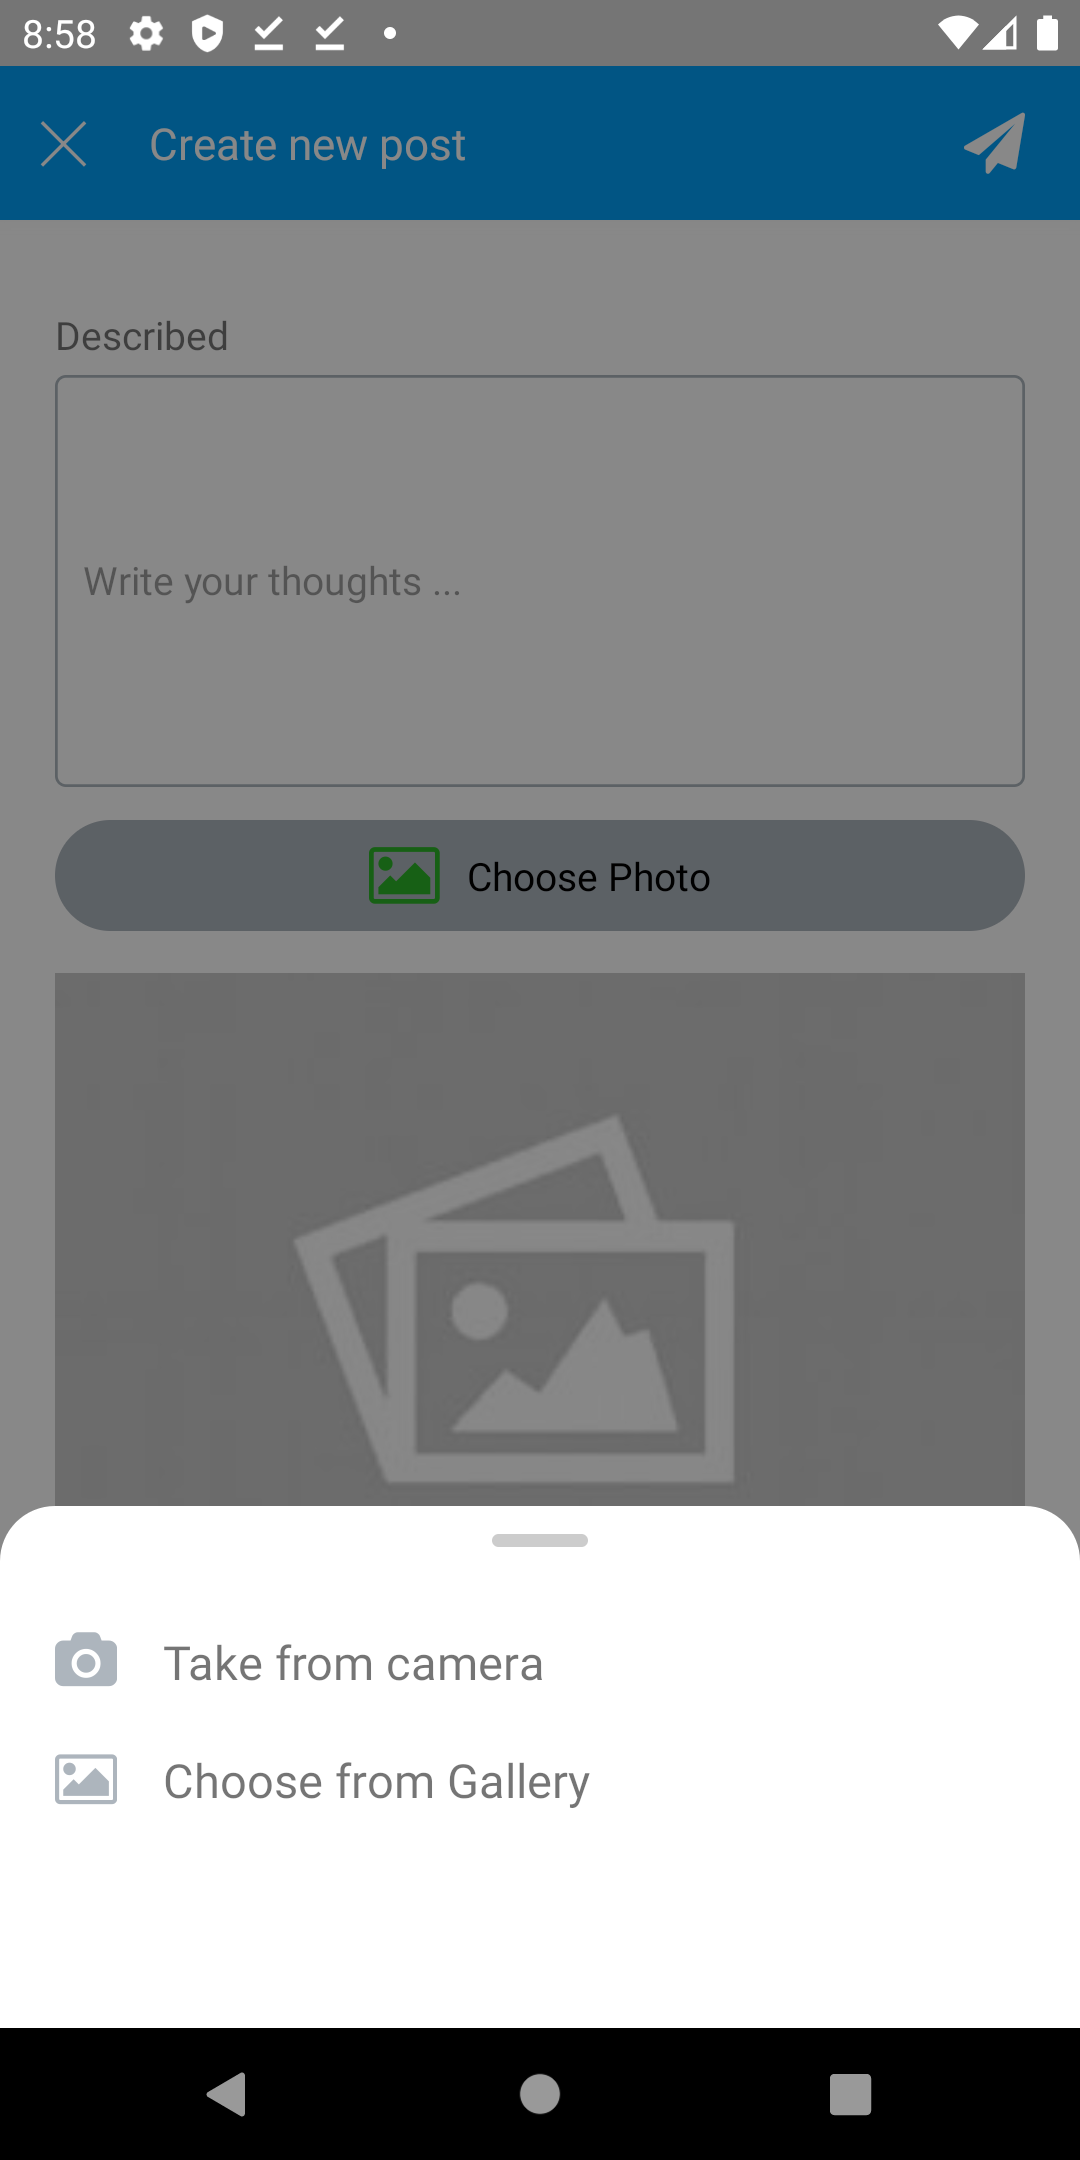 8:58
Create new post
Described
Write your thoughts ...
Choose Photo
Take from camera
Choose from Gallery